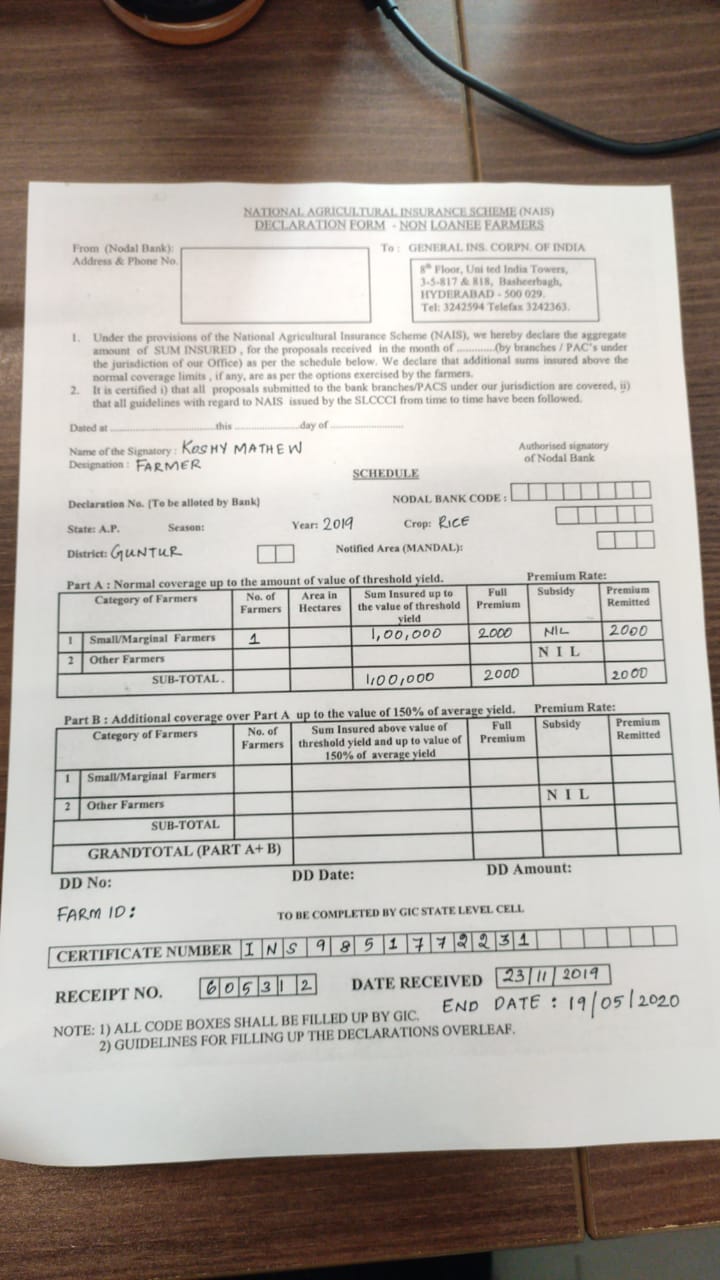 NATIONAL AGRICULTURAL INSURANCE SCHEME (NAIS)
DECLARATION FORM - NON LOANEE FARMERS
From (Nodal Bank):
Address & Phone No.
To : GENERAL INS. CORPN. OF INDIA
8th Floor, Uni ted India Towers,
3-5-817 & 818, Basheerbagh,
HYDERABAD - 500 029.
Tel: 3242594 Telefax 3242363.
1. Under the provisions of the National Agricultural Insurance Scheme (NAIS), we hereby declare the aggregate
amount of SUM INSURED , for the proposals received in the month of ............(by branches / PAC's under
the jurisdiction of our Office) as per the schedule below. We declare that additional sums insured above the
normal coverage limits , if any, are as per the options exercised by the farmers.
2. It is certified i) that all proposals submitted to the bank branches/PACS under our jurisdiction are covered, ii)
that all guidelines with regard to NAIS issued by the SLCCCI from time to time have been followed.
Dated at ..............................this ....................day of .......................
Name of the Signatory : KOSHY MATHEW
Designation : FARMER
Authorised signatory
of Nodal Bank
SCHEDULE
Declaration No. (To be alloted by Bank)
NODAL BANK CODE :
State: A.P. Season: Year: 2019 Crop: RICE
District: GUNTUR Notified Area (MANDAL):
Part A : Normal coverage up to the amount of value of threshold yield. Premium Rate:
Category of Farmers
No. of
Farmers
Area in
Hectares
Sum Insured up to
the value of threshold
yield
Full
Premium
Subsidy
Premium
Remitted
1 Small/Marginal Farmers 1 1,00,000 2000 NIL 2000
2 Other Farmers N I L
SUB-TOTAL . 1,00,000 2000 2000
Part B : Additional coverage over Part A up to the value of 150% of average yield. Premium Rate:
Category of Farmers
No. of
Farmers
Sum Insured above value of
threshold yield and up to value of
150% of average yield
Full
Premium
Subsidy
Premium
Remitted
1 Small/Marginal Farmers
2 Other Farmers N I L
SUB-TOTAL
GRANDTOTAL (PART A+ B)
DD No: DD Date: DD Amount:
FARM ID:
TO BE COMPLETED BY GIC STATE LEVEL CELL
CERTIFICATE NUMBER INS9851772231
RECEIPT NO. 605312 DATE RECEIVED 23/11/2019
END DATE : 19/05/2020
NOTE: 1) ALL CODE BOXES SHALL BE FILLED UP BY GIC.
2) GUIDELINES FOR FILLING UP THE DECLARATIONS OVERLEAF.